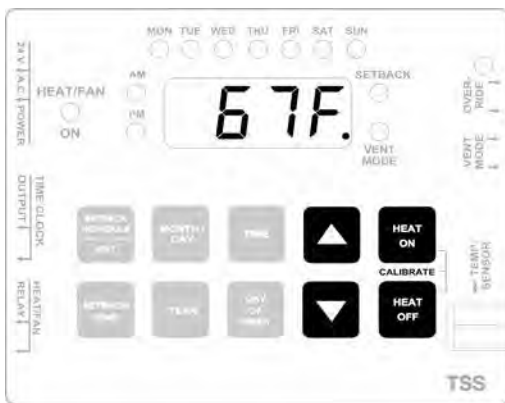 MON TUE WED THU FRI SAT SUN
24 V. A.C. POWER
HEAT/FAN
ON
AM
PM
67F.
SETBACK
VENT
MODE
OVER-
RIDE
VENT
MODE
TIME CLOCK
OUTPUT
MONTH /
DAY
TIME
HEAT
ON
CALIBRATE
TEMP.
SENSOR
HEAT/FAN
RELAY
YEAR
DAY
OF
HEAT
OFF
TSS